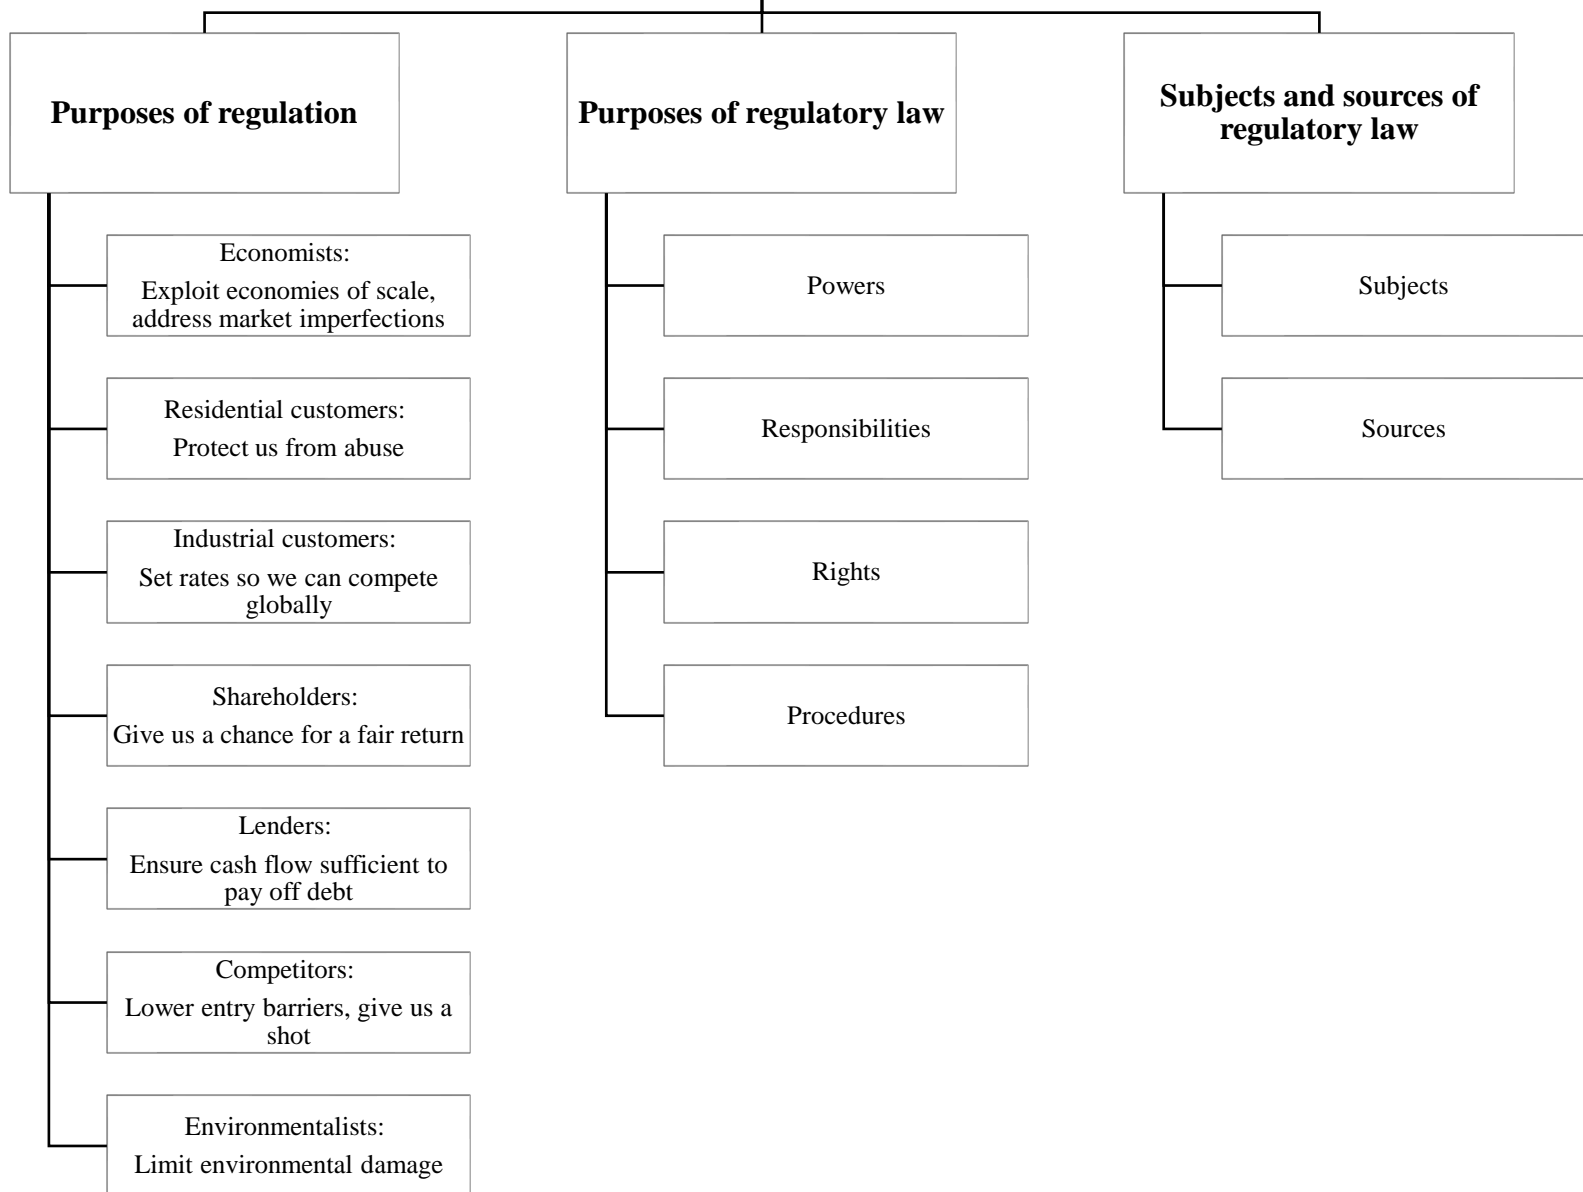 Purposes of regulation
Economists:
Exploit economies of scale,
address market imperfections
Residential customers:
Protect us from abuse
Industrial customers:
Set rates so we can compete
globally
Shareholders:
Give us a chance for a fair return
Lenders:
Ensure cash flow sufficient to
pay off debt
Competitors:
Lower entry barriers, give us a
shot
Environmentalists:
Limit environmental damage
Purposes of regulatory law
Powers
Responsibilities
Rights
Procedures
Subjects and sources of
regulatory law
Subjects
Sources